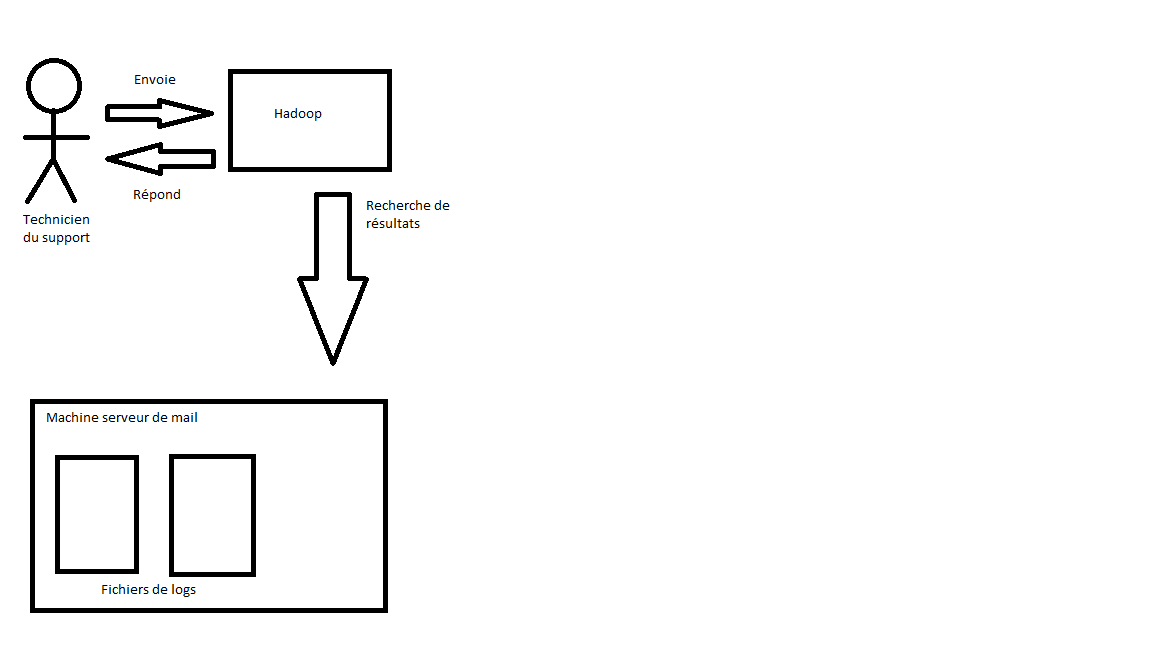 Envoie
Hadoop
Répond
Technicien
du support
Recherche de
résultats
Machine serveur de mail
Fichiers de logs